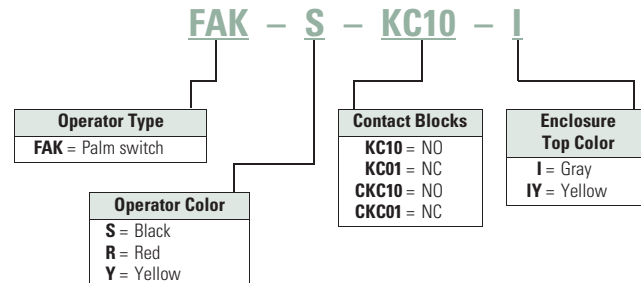 FAK – S – KC10 – I
Operator Type
FAK = Palm switch
Operator Color
S = Black
R = Red
Y = Yellow
Contact Blocks
KC10 = NO
KC01 = NC
CKC10 = NO
CKC01 = NC
Enclosure
Top Color
I = Gray
IY = Yellow